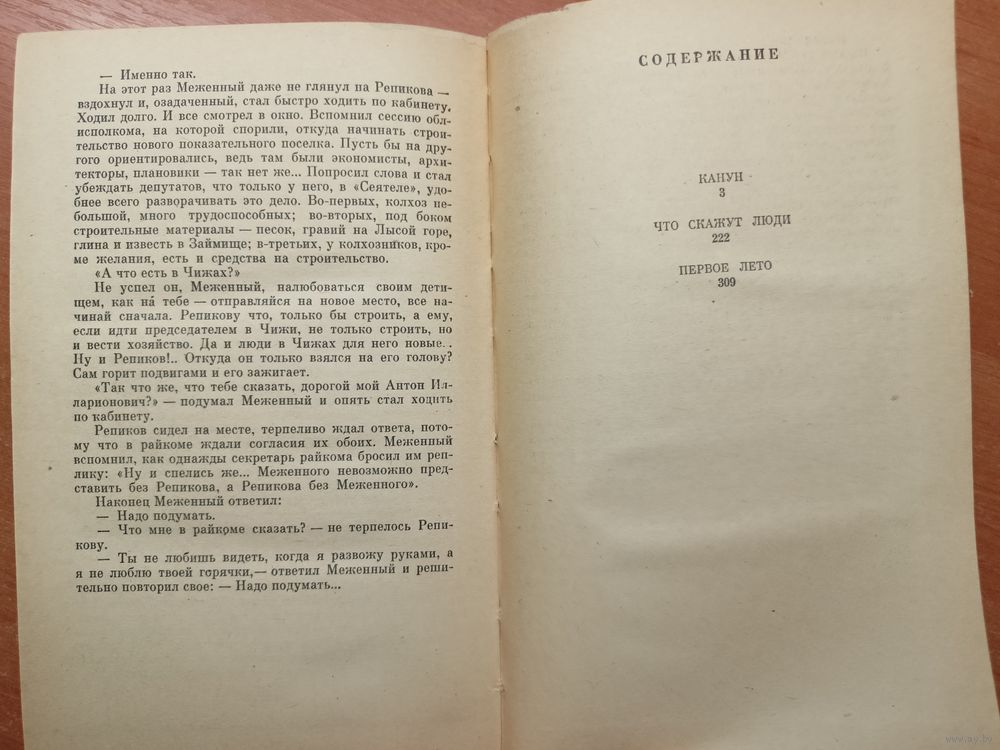 — Именно так.
На этот раз Меженный даже не глянул на Репикова —
вздохнул и, озадаченный, стал быстро ходить по кабинету.
Ходил долго. И все смотрел в окно. Вспомнил сессию обл-
исполкома, на которой спорили, откуда начинать строи-
тельство нового показательного поселка. Пусть бы на дру-
гого ориентировались, ведь там были экономисты, архи-
текторы, плановики — так нет же... Попросил слова и стал
убеждать депутатов, что только у него, в «Сеятеле», удоб-
нее всего разворачивать это дело. Во-первых, колхоз не-
большой, много трудоспособных; во-вторых, под боком
строительные материалы — песок, гравий на Лысой горе,
глина и известь в Займище; в-третьих, у колхозников, кро-
ме желания, есть и средства на строительство.
«А что есть в Чижах?»
Не успел он, Меженный, налюбоваться своим дети-
щем, как на́ тебе — отправляйся на новое место, все на-
чинай сначала. Репикову что, только бы строить, а ему,
если идти председателем в Чижи, не только строить, но
и вести хозяйство. Да и люди в Чижах для него новые..
Ну и Репиков!.. Откуда он только взялся на его голову?
Сам горит подвигами и его зажигает.
«Так что же, что тебе сказать, дорогой мой Антон Ил-
ларионович?» — подумал Меженный и опять стал ходить
по кабинету.
Репиков сидел на месте, терпеливо ждал ответа, пото-
му что в райкоме ждали согласия их обоих. Меженный
вспомнил, как однажды секретарь райкома бросил им реп-
лику: «Ну и спелись же... Меженного невозможно пред-
ставить без Репикова, а Репикова без Меженного».
Наконец Меженный ответил:
— Надо подумать.
— Что мне в райкоме сказать? — не терпелось Репи-
кову.
— Ты не любишь видеть, когда я развожу руками, а
я не люблю твоей горячки,— ответил Меженный и реши-
тельно повторил свое: — Надо подумать...
СОДЕРЖАНИЕ
КАНУН
3
ЧТО СКАЖУТ ЛЮДИ
222
ПЕРВОЕ ЛЕТО
309
www.ay.by